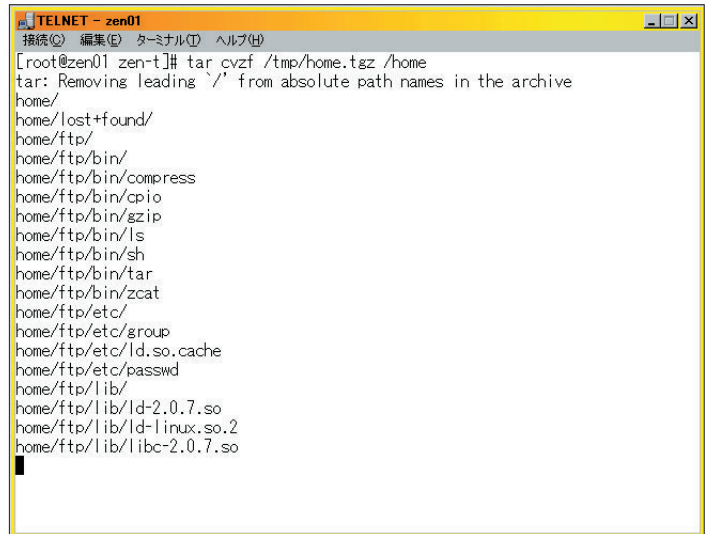 TELNET - zen01
接続(C) 編集(E) ターミナル(T) ヘルプ(H)
[root@zen01 zen-t]# tar cvzf /tmp/home.tgz /home
tar: Removing leading `/' from absolute path names in the archive
home/
home/lost+found/
home/ftp/
home/ftp/bin/
home/ftp/bin/compress
home/ftp/bin/cpio
home/ftp/bin/gzip
home/ftp/bin/ls
home/ftp/bin/sh
home/ftp/bin/tar
home/ftp/bin/zcat
home/ftp/etc/
home/ftp/etc/group
home/ftp/etc/ld.so.cache
home/ftp/etc/passwd
home/ftp/lib/
home/ftp/lib/ld-2.0.7.so
home/ftp/lib/ld-linux.so.2
home/ftp/lib/libc-2.0.7.so